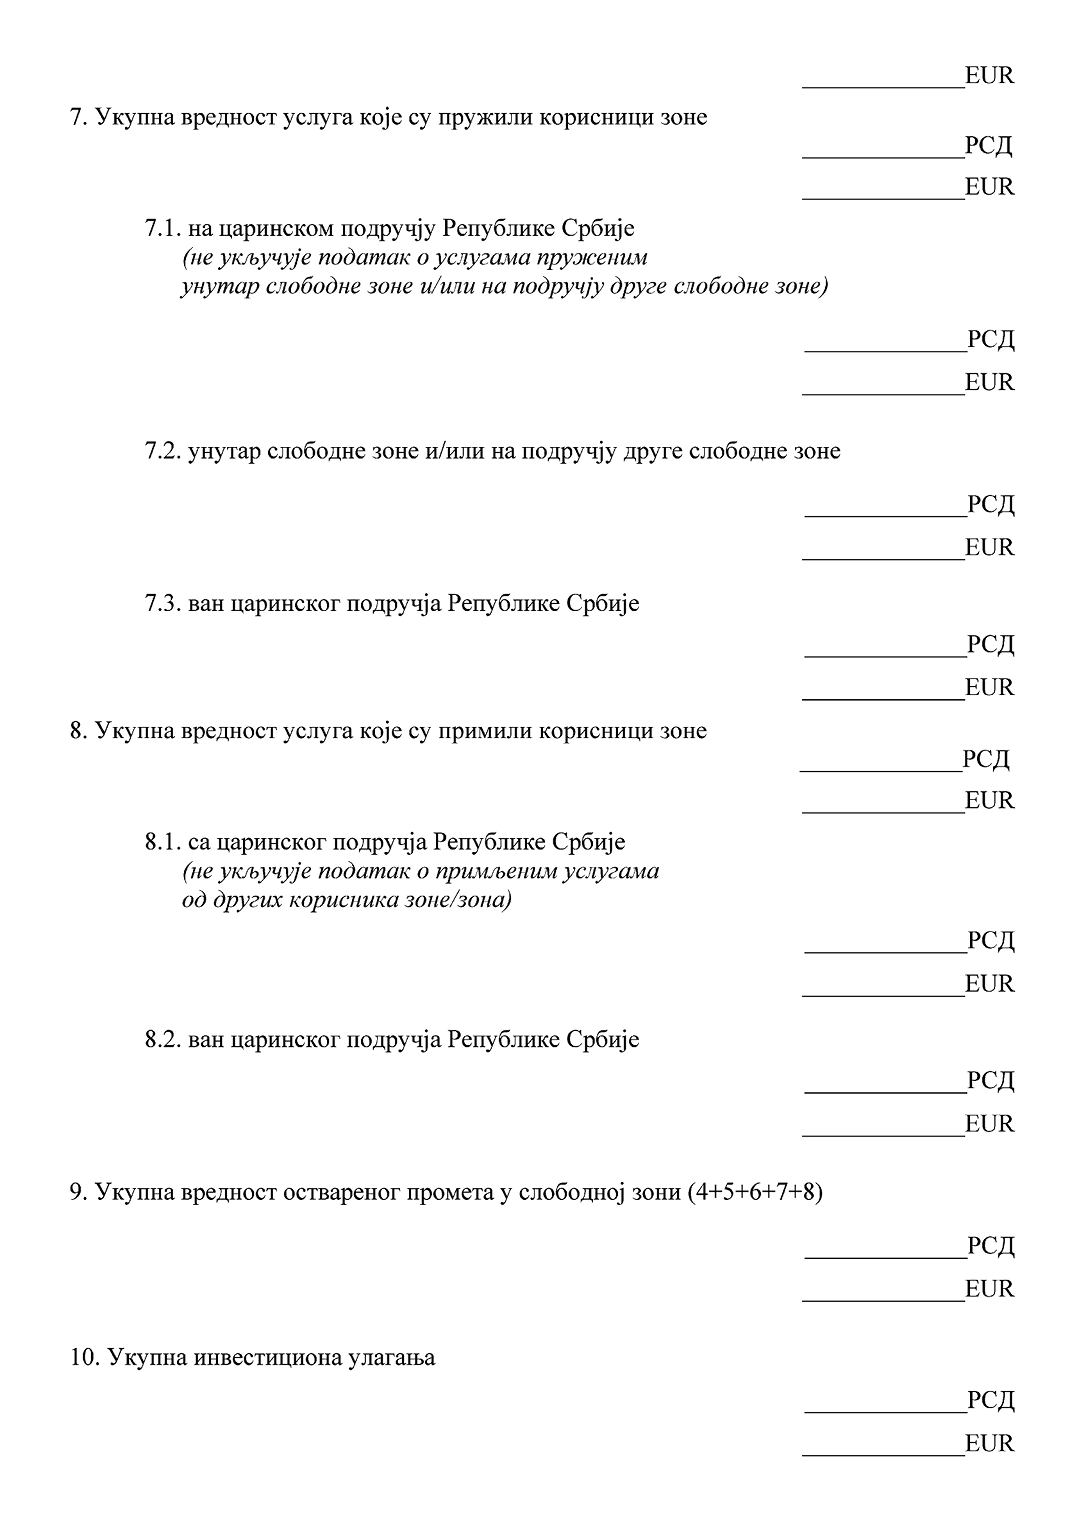 _____________EUR
7. Укупна вредност услуга које су пружили корисници зоне
_____________РСД
_____________EUR
7.1. на царинском подручју Републике Србије
(не укључује податак о услугама пруженим
унутар слободне зоне и/или на подручју друге слободне зоне)
_____________РСД
_____________EUR
7.2. унутар слободне зоне и/или на подручју друге слободне зоне
_____________РСД
_____________EUR
7.3. ван царинског подручја Републике Србије
_____________РСД
_____________EUR
8. Укупна вредност услуга које су примили корисници зоне
_____________РСД
_____________EUR
8.1. са царинског подручја Републике Србије
(не укључује податак о примљеним услугама
од других корисника зоне/зона)
_____________РСД
_____________EUR
8.2. ван царинског подручја Републике Србије
_____________РСД
_____________EUR
9. Укупна вредност оствареног промета у слободној зони (4+5+6+7+8)
_____________РСД
_____________EUR
10. Укупна инвестициона улагања
_____________РСД
_____________EUR